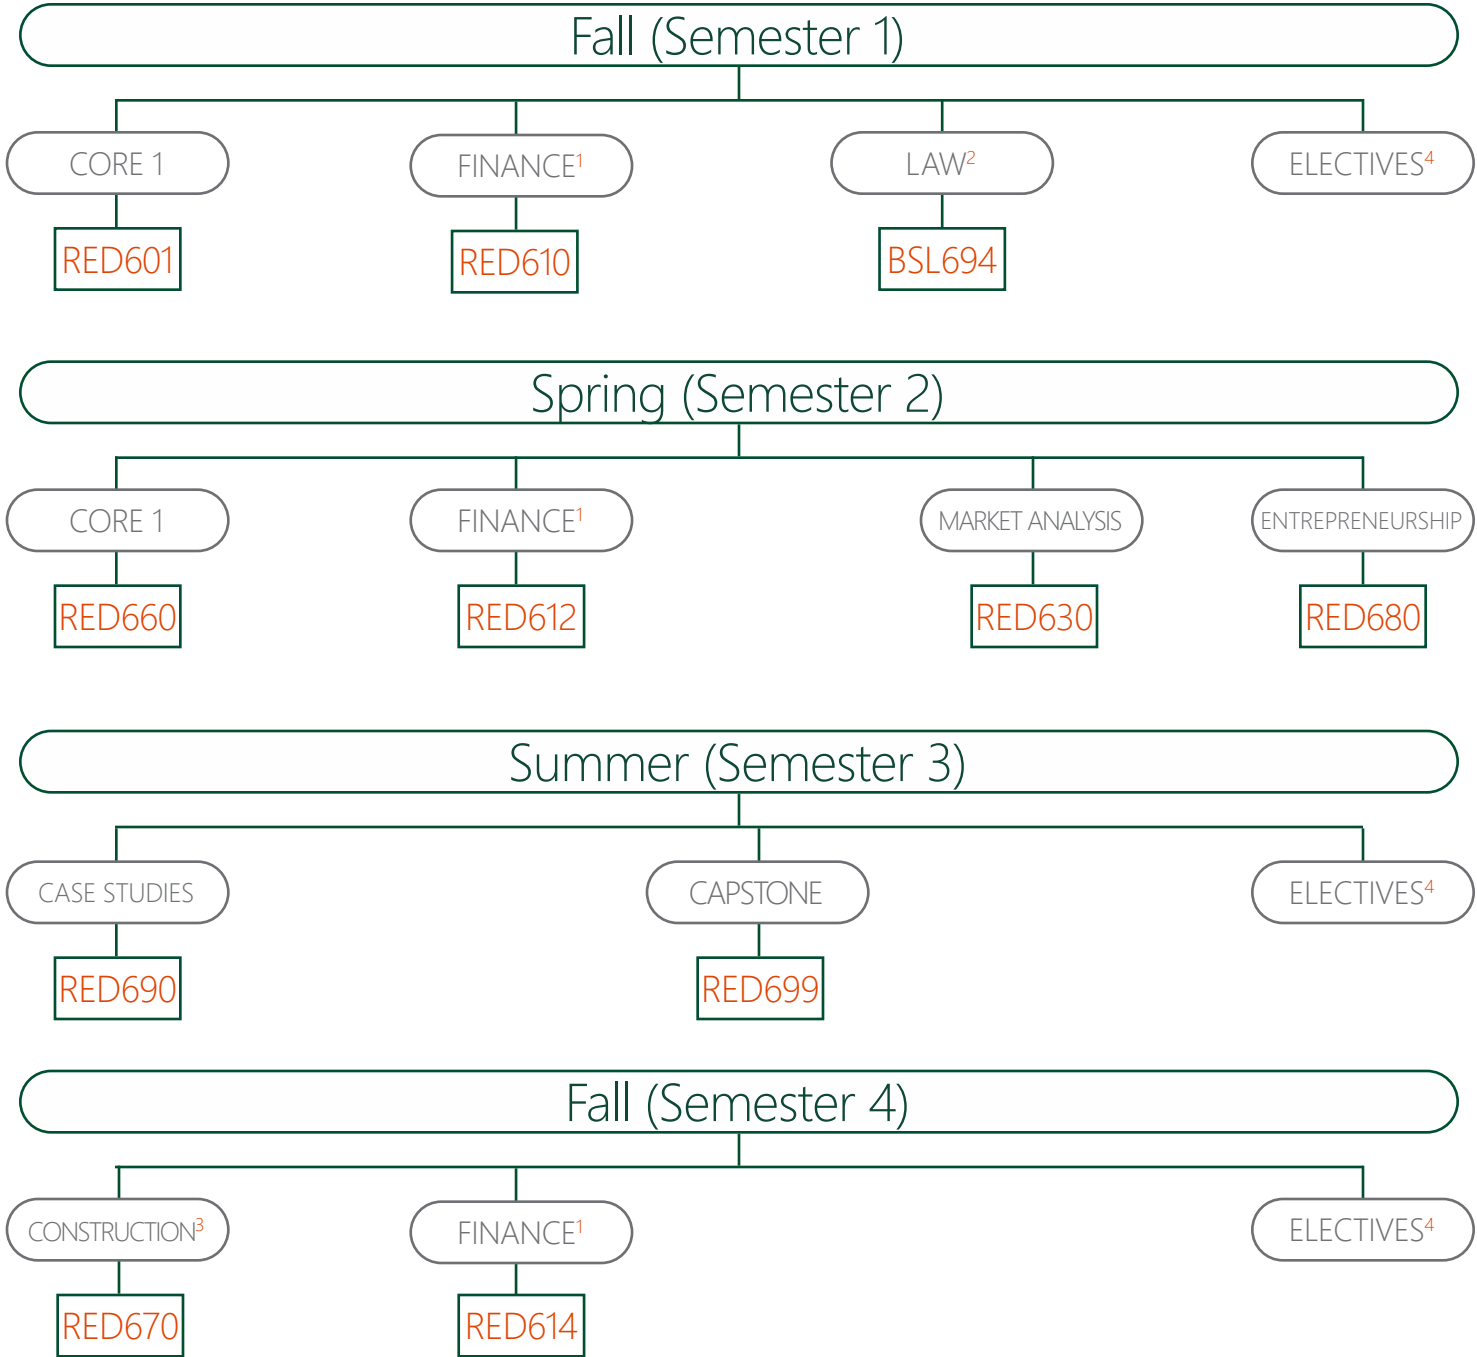 Fall (Semester 1)
CORE 1
FINANCE¹
LAW²
ELECTIVES⁴
RED601
RED610
BSL694
Spring (Semester 2)
CORE 1
FINANCE¹
MARKET ANALYSIS
ENTREPRENEURSHIP
RED660
RED612
RED630
RED680
Summer (Semester 3)
CASE STUDIES
CAPSTONE
ELECTIVES⁴
RED690
RED699
Fall (Semester 4)
CONSTRUCTION³
FINANCE¹
ELECTIVES⁴
RED670
RED614